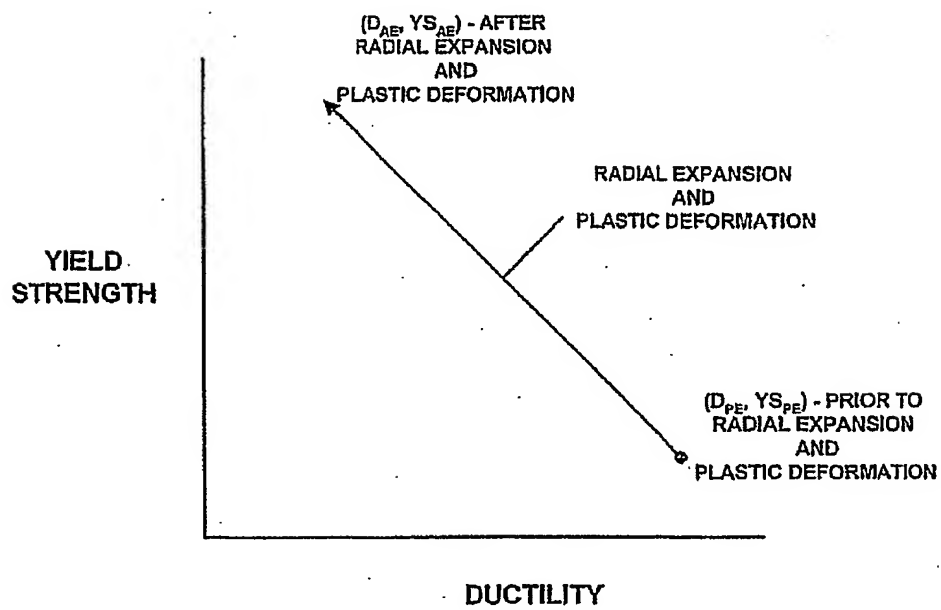 (D_AE, YS_AE) - AFTER
RADIAL EXPANSION
AND
PLASTIC DEFORMATION
RADIAL EXPANSION
AND
PLASTIC DEFORMATION
YIELD
STRENGTH
(D_PE, YS_PE) - PRIOR TO
RADIAL EXPANSION
AND
PLASTIC DEFORMATION
DUCTILITY